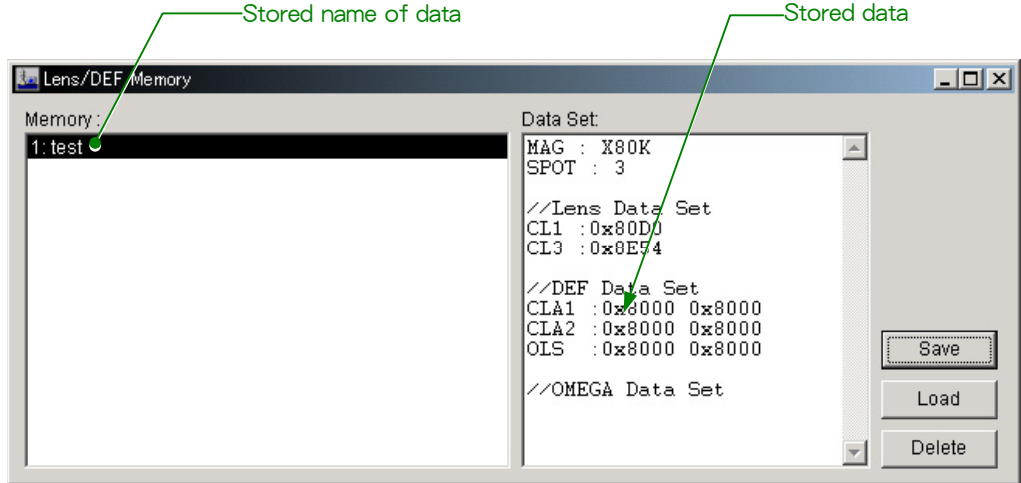 Stored name of data
Stored data
Lens/DEF Memory
Memory :
Data Set:
1: test
MAG : X80K
SPOT : 3
//Lens Data Set
CL1 :0x80D0
CL3 :0x8E54
//DEF Data Set
CLA1 :0x8000 0x8000
CLA2 :0x8000 0x8000
OLS :0x8000 0x8000
//OMEGA Data Set
Save
Load
Delete